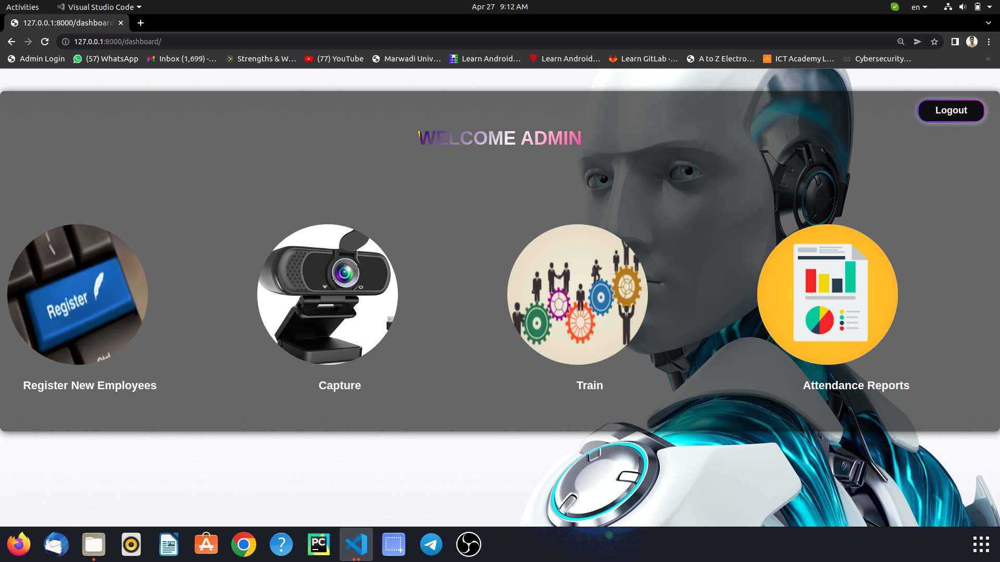 Activities Visual Studio Code Apr 27 9:12 AM en
127.0.0.1:8000/dashboard
127.0.0.1:8000/dashboard/
Admin Login (57) WhatsApp Inbox (1,699) -... Strengths & W... (77) YouTube Marwadi Univ... Learn Android... Learn Android... Learn GitLab ·... A to Z Electro... ICT Academy L... Cybersecurity...
Logout
WELCOME ADMIN
Register
Ctrl
Register New Employees Capture Train Attendance Reports
PC